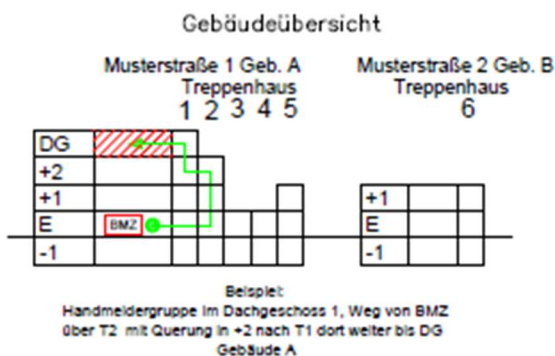 Gebäudeübersicht
Musterstraße 1 Geb. A
Treppenhaus
1 2 3 4 5
Musterstraße 2 Geb. B
Treppenhaus
6
DG
+2
+1
E BMZ
-1
+1
E
-1
Beispiel:
Handmeldergruppe im Dachgeschoss 1, Weg von BMZ
über T2 mit Querung in +2 nach T1 dort weiter bis DG
Gebäude A